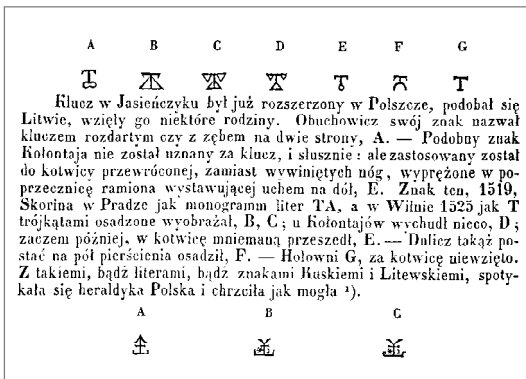 A B C D E F G
Klucz w Jasieńczyku był już rozszerzony w Polszcze, podobał się
Litwie, wzięły go niektóre rodziny. Obuchowicz swój znak nazwał
kluczem rozdartym czy z zębem na dwie strony, A. — Podobny znak
Kołontaja nie został uznany za klucz, i słusznie : ale zastosowany został
do kotwicy przewróconej, zamiast wywiniętych nóg, wyprężone w po-
przecznicę ramiona wystawującej uchem na dół, E. Znak ten, 1519,
Skorina w Pradze jak monogramm liter TA, a w Wilnie 1525 jak T
trójkątami osadzone wyobrażał, B, C ; u Kołontajów wychudł nieco, D ;
zaczem później, w kotwicę mniemaną przeszedł, E. — Dulicz takąż po-
stać na pół pierścienia osadził, F. — Hołowni G, za kotwicę niewzięto.
Z takiemi, bądź literami, bądź znakami Ruskiemi i Litewskiemi, spoty-
kała się heraldyka Polska i chrzciła jak mogła ¹).
A B C